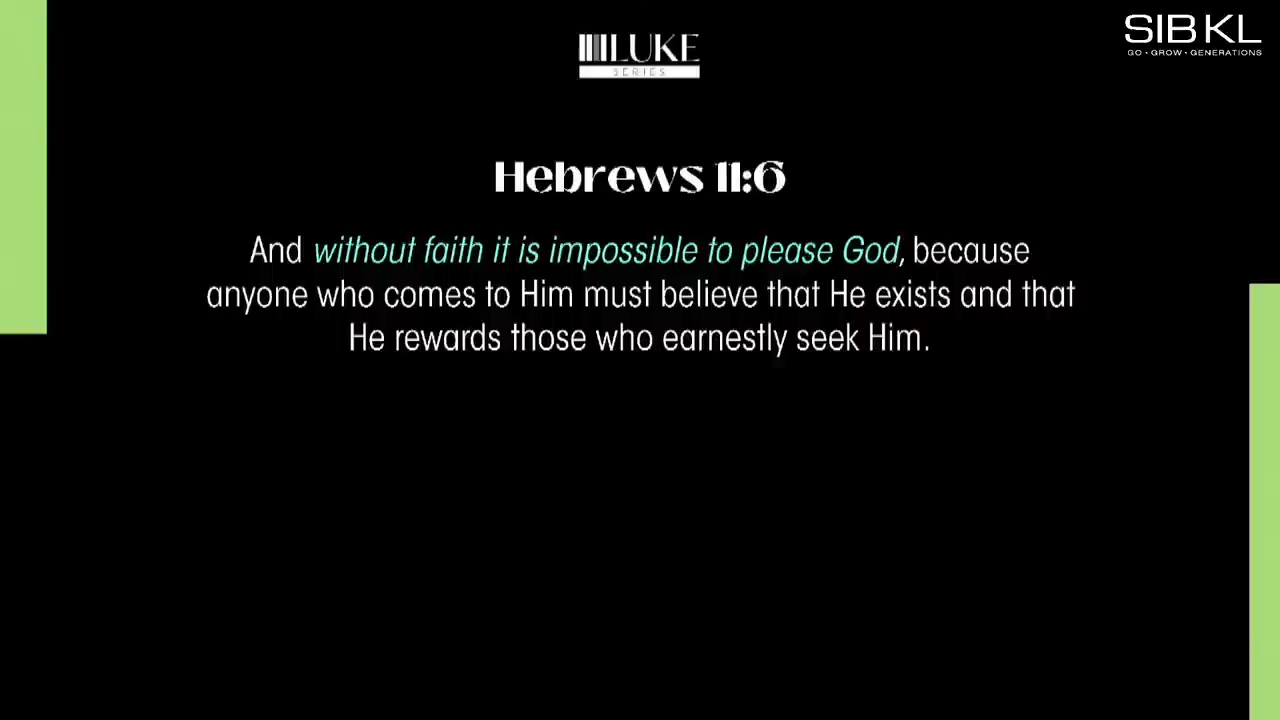 LUKE
SERIES
SIBKL
GO • GROW • GENERATIONS
Hebrews 11:6
And without faith it is impossible to please God, because
anyone who comes to Him must believe that He exists and that
He rewards those who earnestly seek Him.